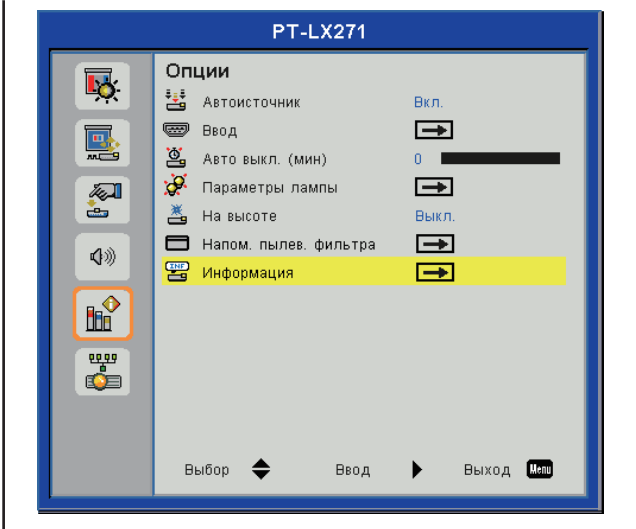 PT-LX271
Опции
Автоисточник Вкл.
Ввод
Авто выкл. (мин) 0
Параметры лампы
На высоте Выкл.
Напом. пылев. фильтра
INF Информация
Выбор Ввод Выход Menu